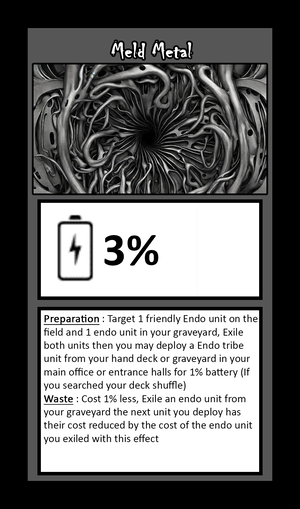 Meld Metal
3%
Preparation : Target 1 friendly Endo unit on the
field and 1 endo unit in your graveyard, Exile
both units then you may deploy a Endo tribe
unit from your hand deck or graveyard in your
main office or entrance halls for 1% battery (If
you searched your deck shuffle)
Waste : Cost 1% less, Exile an endo unit from
your graveyard the next unit you deploy has
their cost reduced by the cost of the endo unit
you exiled with this effect